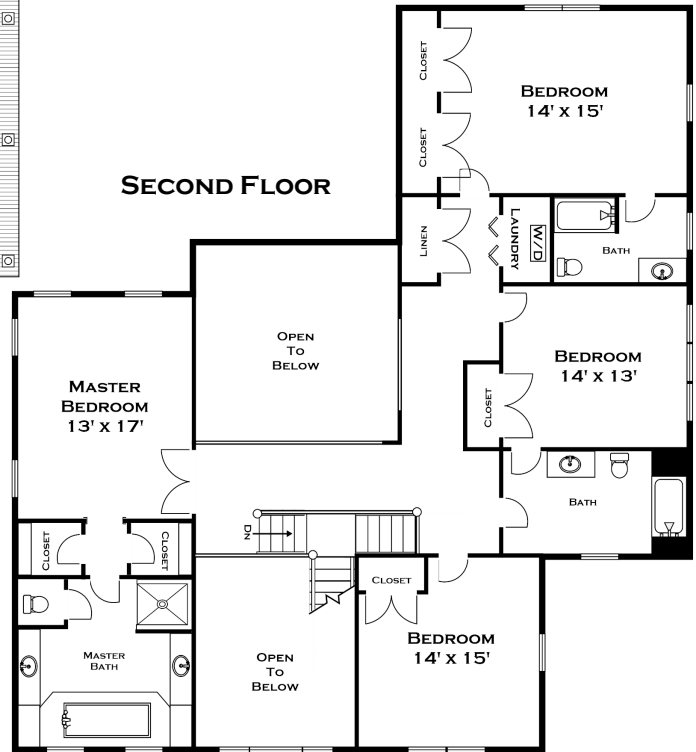 SECOND FLOOR
CLOSET
CLOSET
BEDROOM
14' X 15'
LINEN
LAUNDRY
W/D
BATH
OPEN
TO
BELOW
BEDROOM
14' X 13'
CLOSET
MASTER
BEDROOM
13' X 17'
BATH
DN
CLOSET
CLOSET
CLOSET
MASTER
BATH
OPEN
TO
BELOW
BEDROOM
14' X 15'